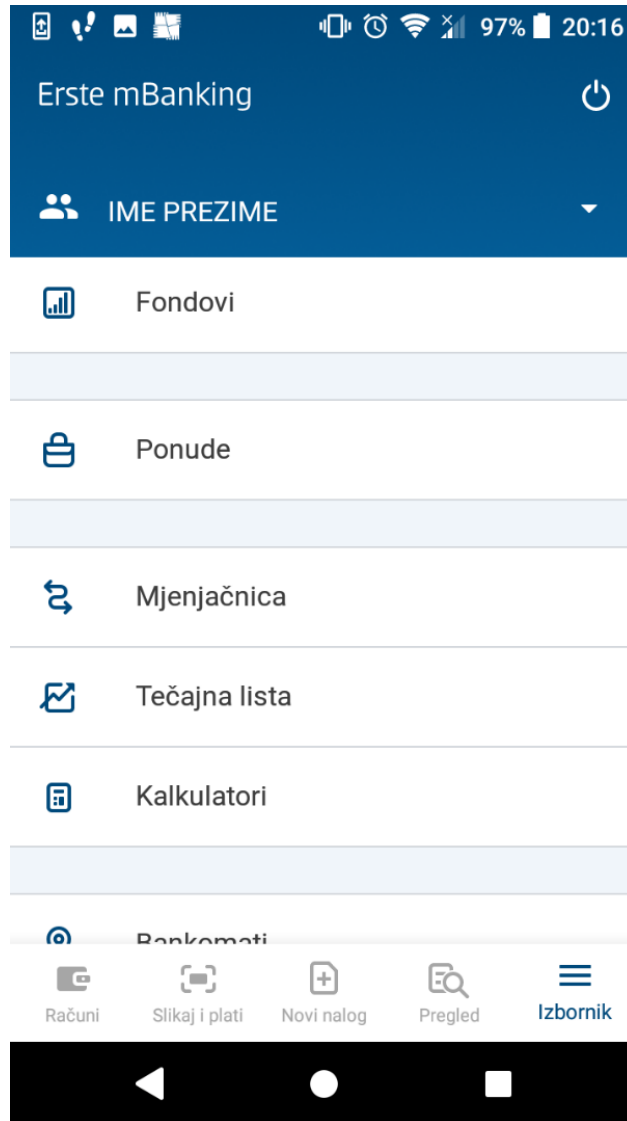 97% 20:16
Erste mBanking
IME PREZIME
Fondovi
Ponude
Mjenjačnica
Tečajna lista
Kalkulatori
Bankomati
Računi Slikaj i plati Novi nalog Pregled Izbornik